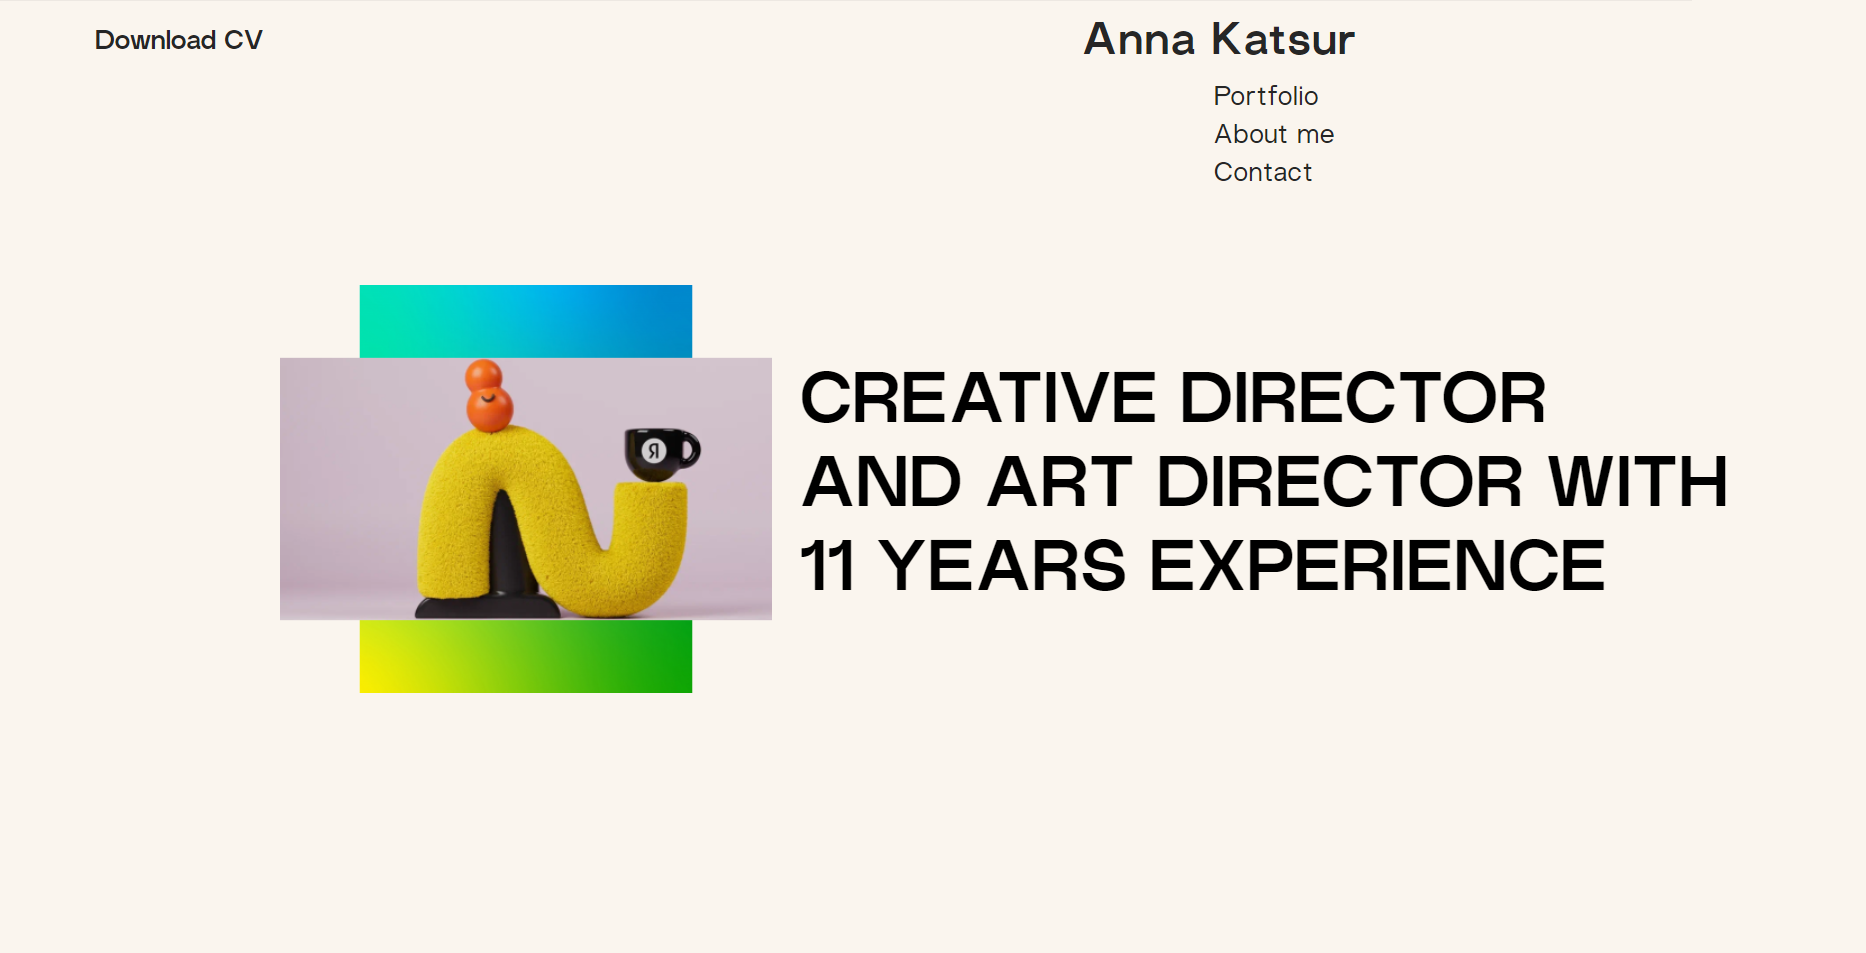 Download CV
Anna Katsur
Portfolio
About me
Contact
Я
CREATIVE DIRECTOR
AND ART DIRECTOR WITH
11 YEARS EXPERIENCE